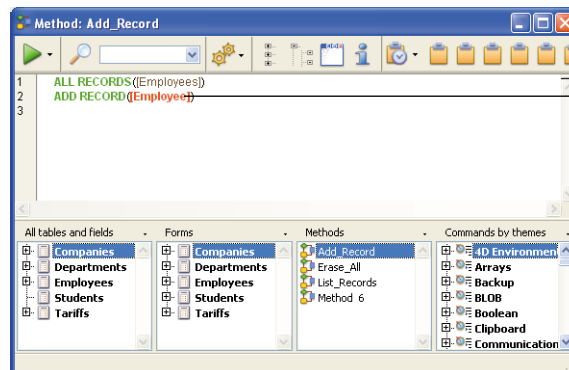 Method: Add_Record
1 ALL RECORDS([Employees])
2 ADD RECORD([Employee])
3
All tables and fields
Companies
Departments
Employees
Students
Tariffs
Forms
Companies
Departments
Employees
Students
Tariffs
Methods
Add_Record
Erase_All
List_Records
Method 6
Commands by themes
4D Environment
Arrays
Backup
BLOB
Boolean
Clipboard
Communication